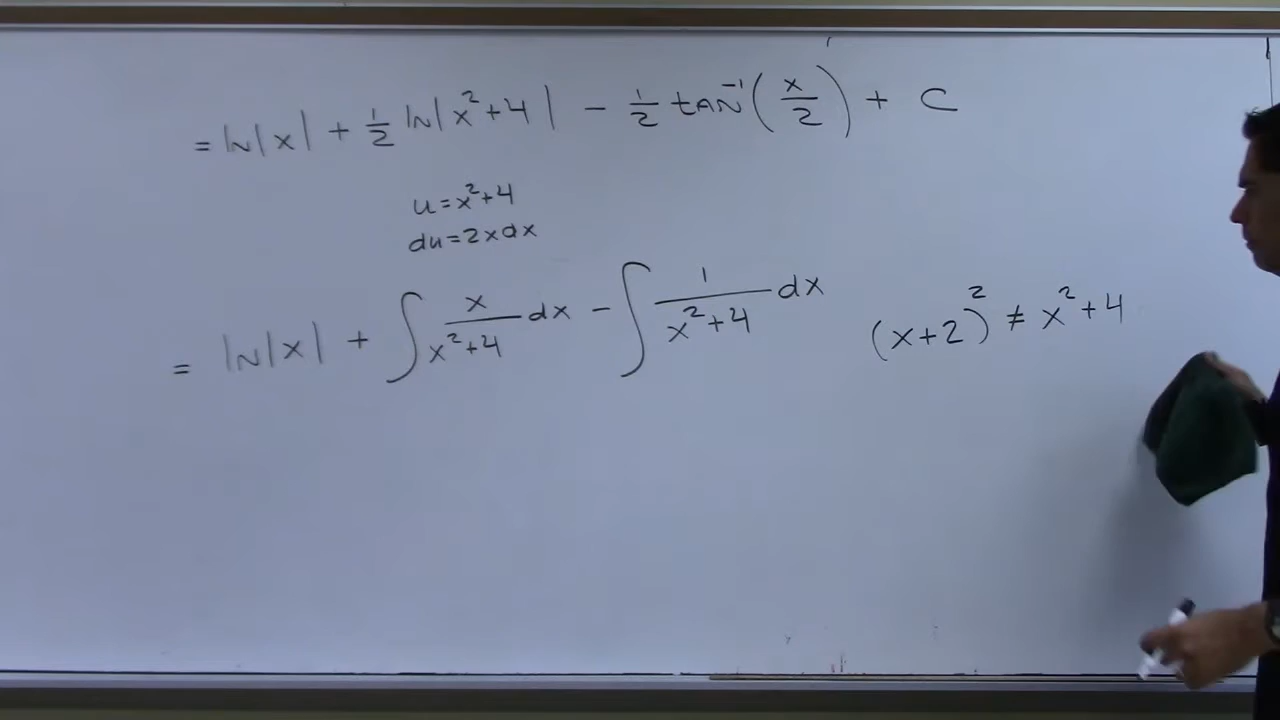 = ln|x| + 1/2 ln|x²+4| - 1/2 tan⁻¹(x/2) + C
u = x²+4
du = 2x dx
= ln|x| + ∫ x/(x²+4) dx - ∫ 1/(x²+4) dx (x+2)² ≠ x²+4